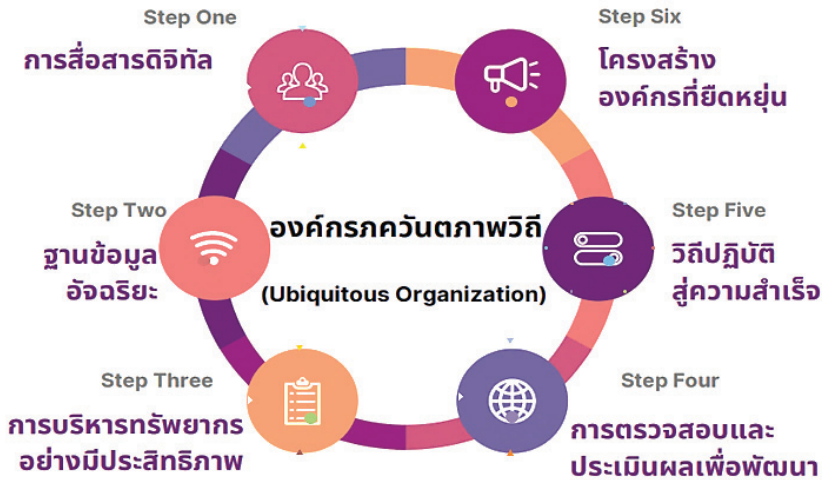 Step One
การสื่อสารดิจิทัล
Step Two
ฐานข้อมูล
อัจฉริยะ
Step Three
การบริหารทรัพยากร
อย่างมีประสิทธิภาพ
Step Four
การตรวจสอบและ
ประเมินผลเพื่อพัฒนา
Step Five
วิถีปฏิบัติ
สู่ความสำเร็จ
Step Six
โครงสร้าง
องค์กรที่ยืดหยุ่น
องค์กรภควันตภาพวิถี
(Ubiquitous Organization)